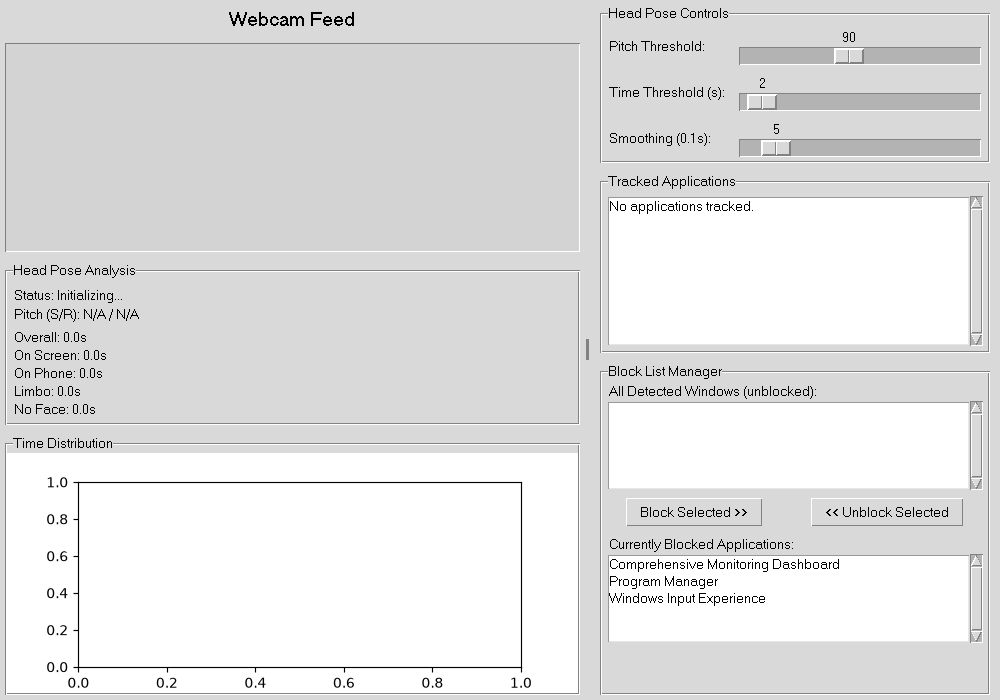 Webcam Feed
Head Pose Analysis
Status: Initializing...
Pitch (S/R): N/A / N/A
Overall: 0.0s
On Screen: 0.0s
On Phone: 0.0s
Limbo: 0.0s
No Face: 0.0s
Time Distribution
1.0
0.8
0.6
0.4
0.2
0.0
0.0 0.2 0.4 0.6 0.8 1.0
Head Pose Controls
90
Pitch Threshold:
2
Time Threshold (s):
5
Smoothing (0.1s):
Tracked Applications
No applications tracked.
Block List Manager
All Detected Windows (unblocked):
Block Selected >> << Unblock Selected
Currently Blocked Applications:
Comprehensive Monitoring Dashboard
Program Manager
Windows Input Experience